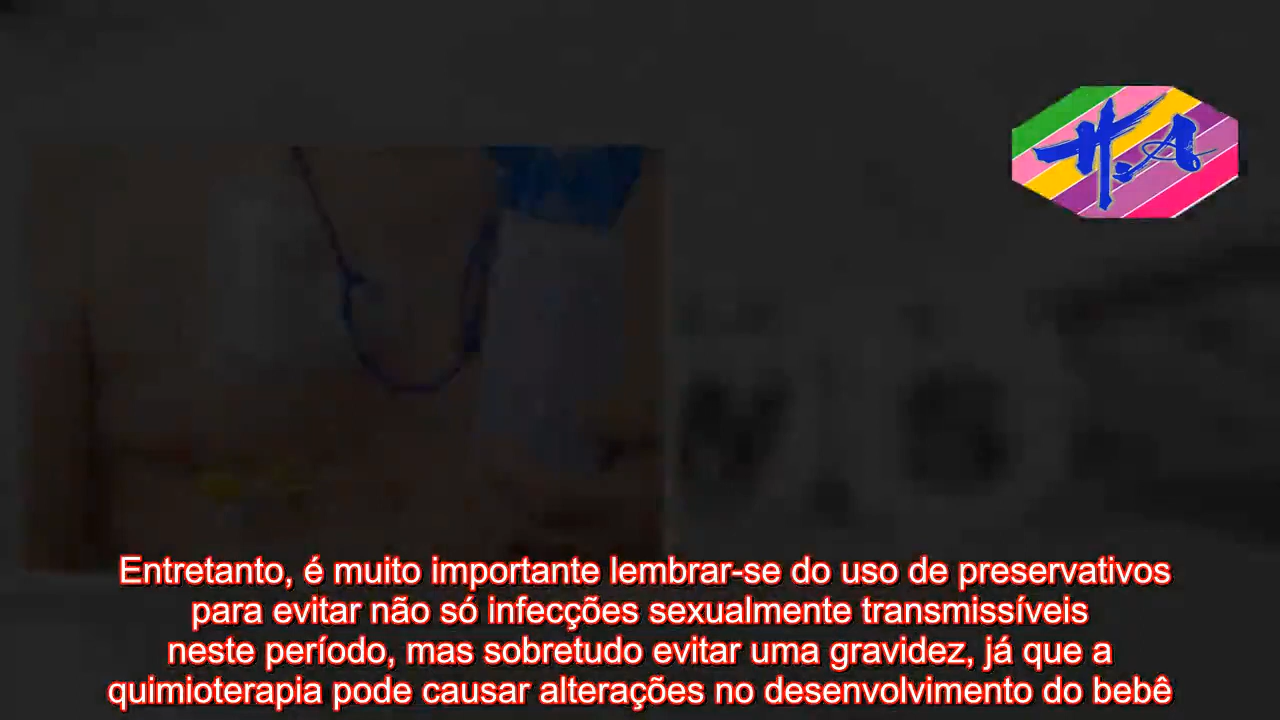 H.A
Entretanto, é muito importante lembrar-se do uso de preservativos
para evitar não só infecções sexualmente transmissíveis
neste período, mas sobretudo evitar uma gravidez, já que a
quimioterapia pode causar alterações no desenvolvimento do bebê